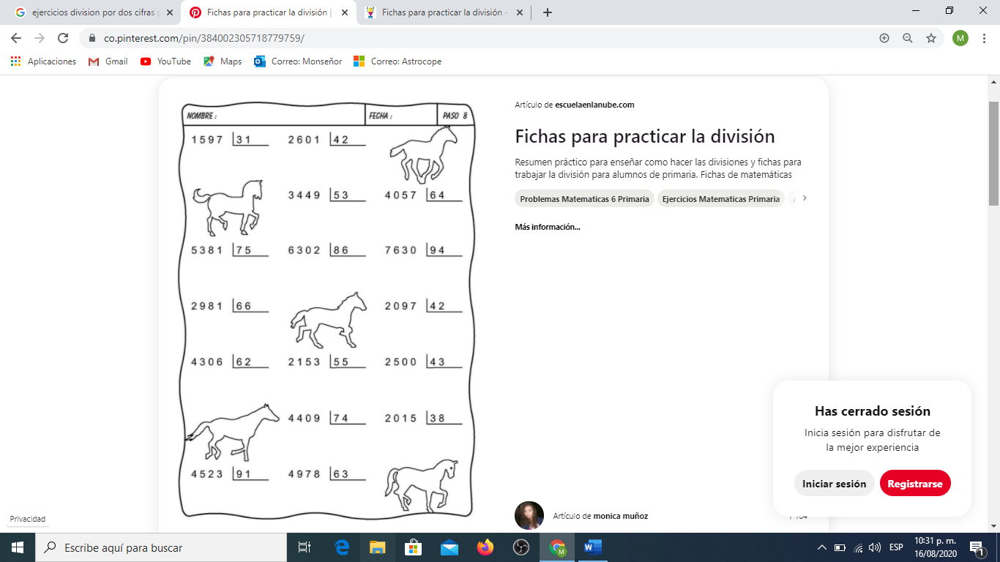 ejercicios division por dos cifras
Fichas para practicar la división |
Fichas para practicar la división -
co.pinterest.com/pin/384002305718779759/
M
Aplicaciones Gmail YouTube Maps Correo: Monseñor Correo: Astrocope
NOMBRE : FECHA : PASO 8
1597 31 2601 42
3449 53 4057 64
5381 75 6302 86 7630 94
2981 66 2097 42
4306 62 2153 55 2500 43
4409 74 2015 38
4523 91 4978 63
Artículo de escuelaenlanube.com
Fichas para practicar la división
Resumen práctico para enseñar como hacer las divisiones y fichas para
trabajar la división para alumnos de primaria. Fichas de matemáticas
Problemas Matematicas 6 Primaria Ejercicios Matematicas Primaria
Más información...
Artículo de monica muñoz
Has cerrado sesión
Inicia sesión para disfrutar de
la mejor experiencia
Iniciar sesión Registrarse
Privacidad
Escribe aquí para buscar
ESP
10:31 p. m.
16/08/2020
1